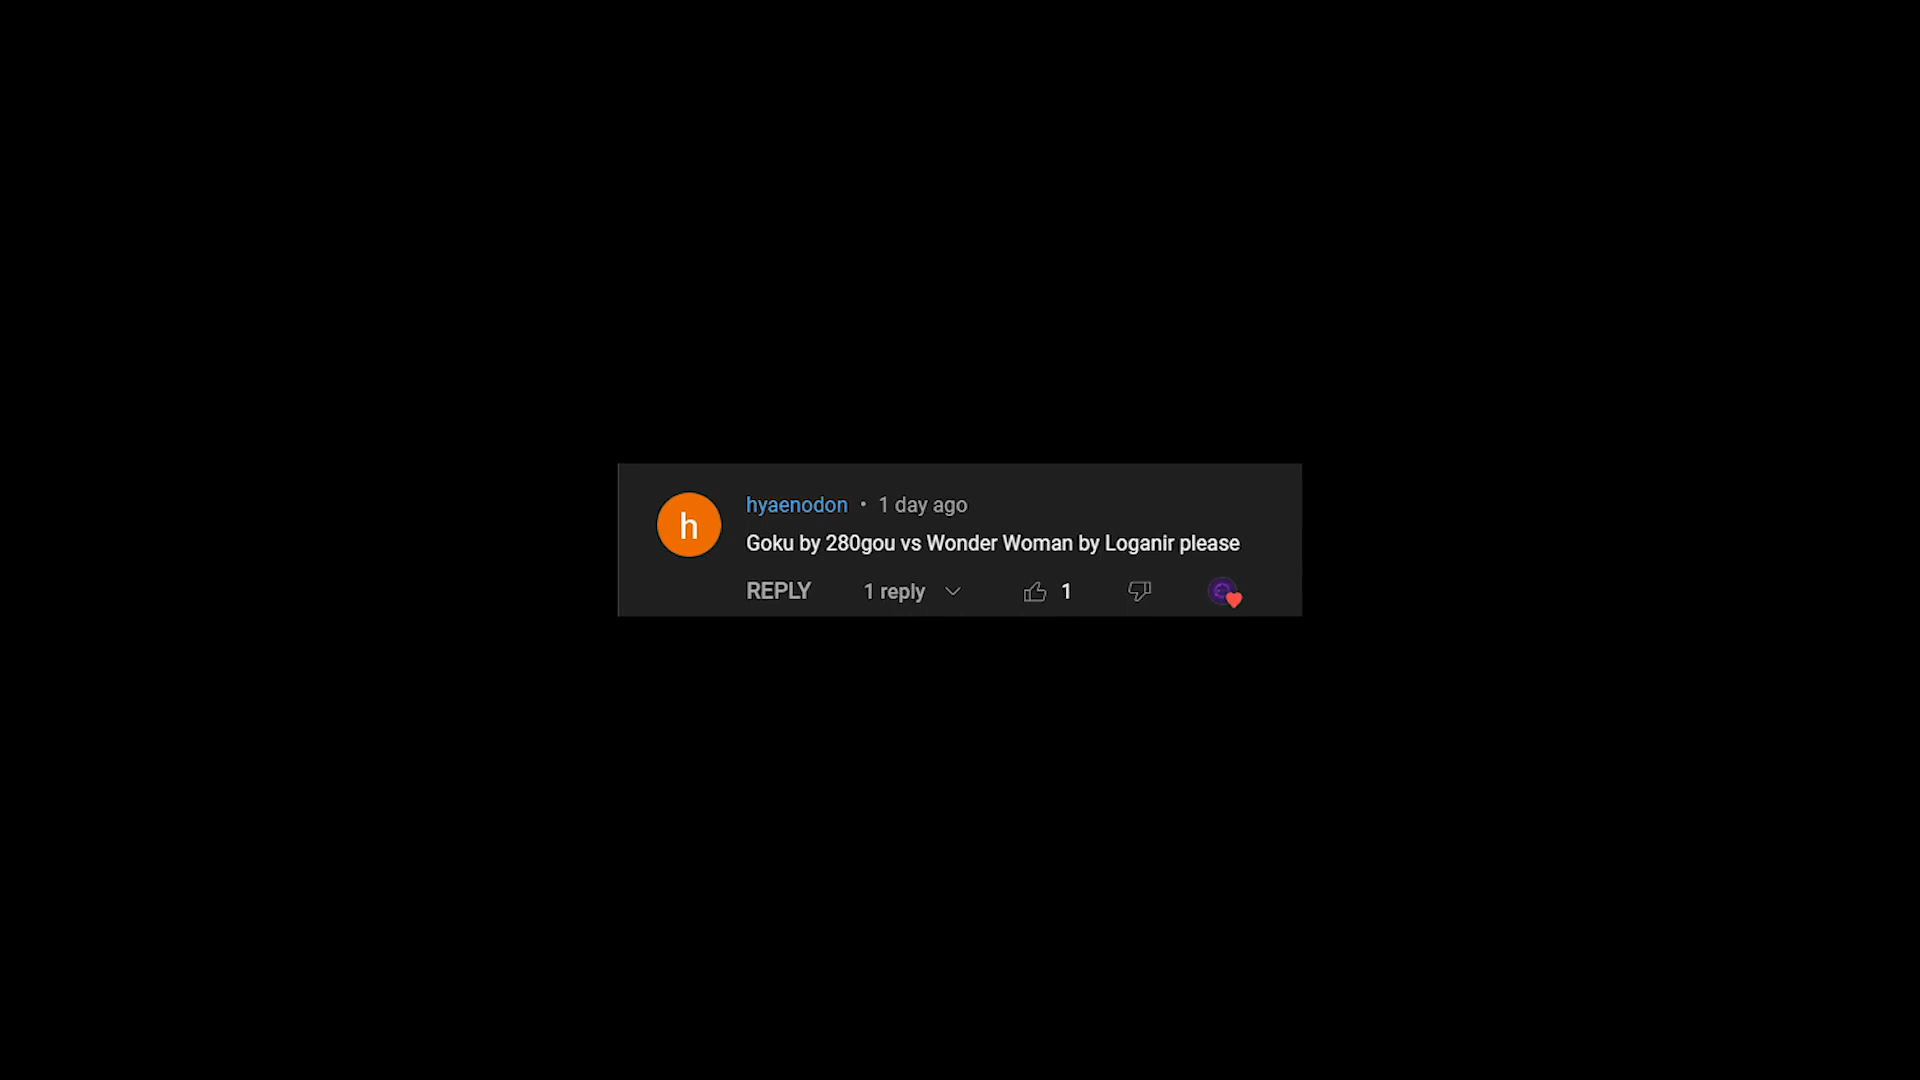 h
hyaenodon • 1 day ago
Goku by 280gou vs Wonder Woman by Loganir please
REPLY 1 reply 1